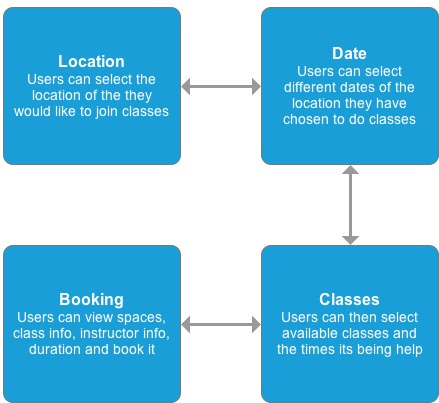 Location
Users can select the
location of the they
would like to join classes
Date
Users can select
different dates of the
location they have
chosen to do classes
Booking
Users can view spaces,
class info, instructor info,
duration and book it
Classes
Users can then select
available classes and
the times its being help